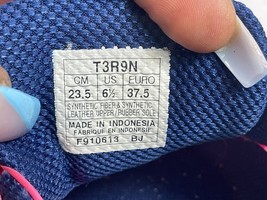 T3R9N
CM US EURO
23.5 6½ 37.5
SYNTHETIC FIBER & SYNTHETIC
LEATHER UPPER/RUBBER SOLE
MADE IN INDONESIA
FABRIQUÉ EN INDONÉSIE
F910613 BJ